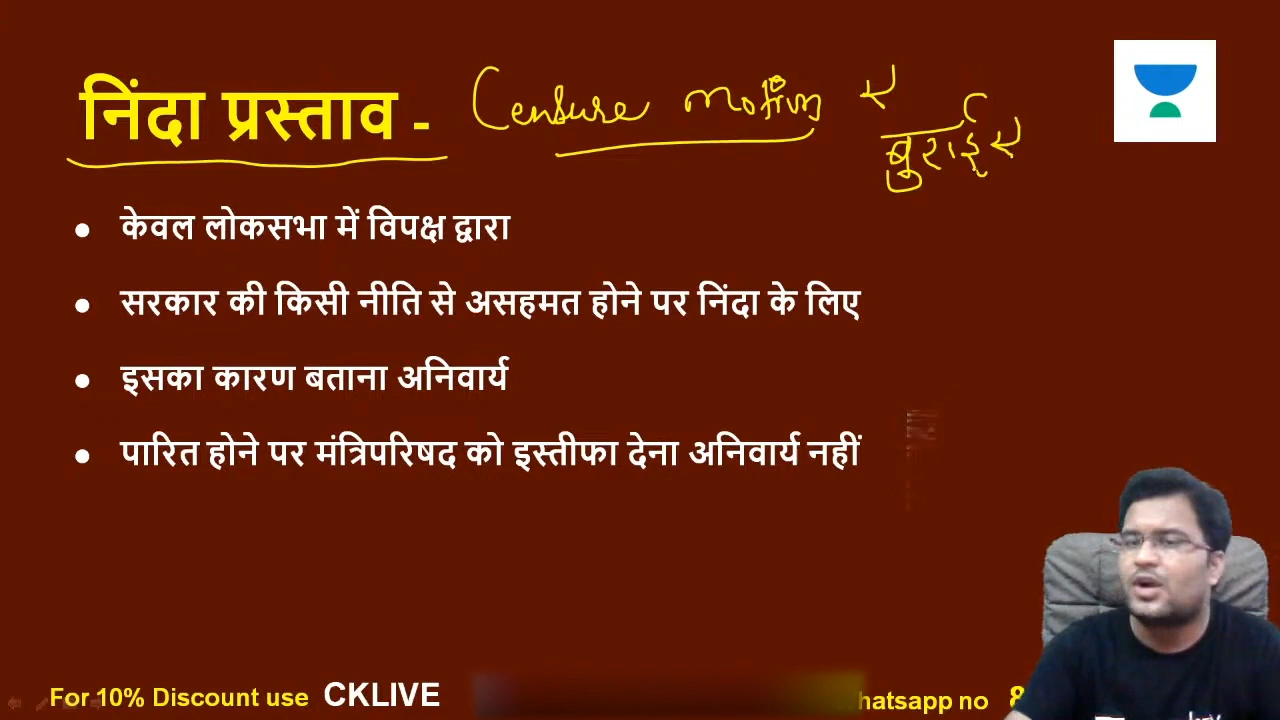 निंदा प्रस्ताव - Censure motion
बुराई
• केवल लोकसभा में विपक्ष द्वारा
• सरकार की किसी नीति से असहमत होने पर निंदा के लिए
• इसका कारण बताना अनिवार्य
• पारित होने पर मंत्रिपरिषद को इस्तीफा देना अनिवार्य नहीं
For 10% Discount use CKLIVE hatsapp no 8